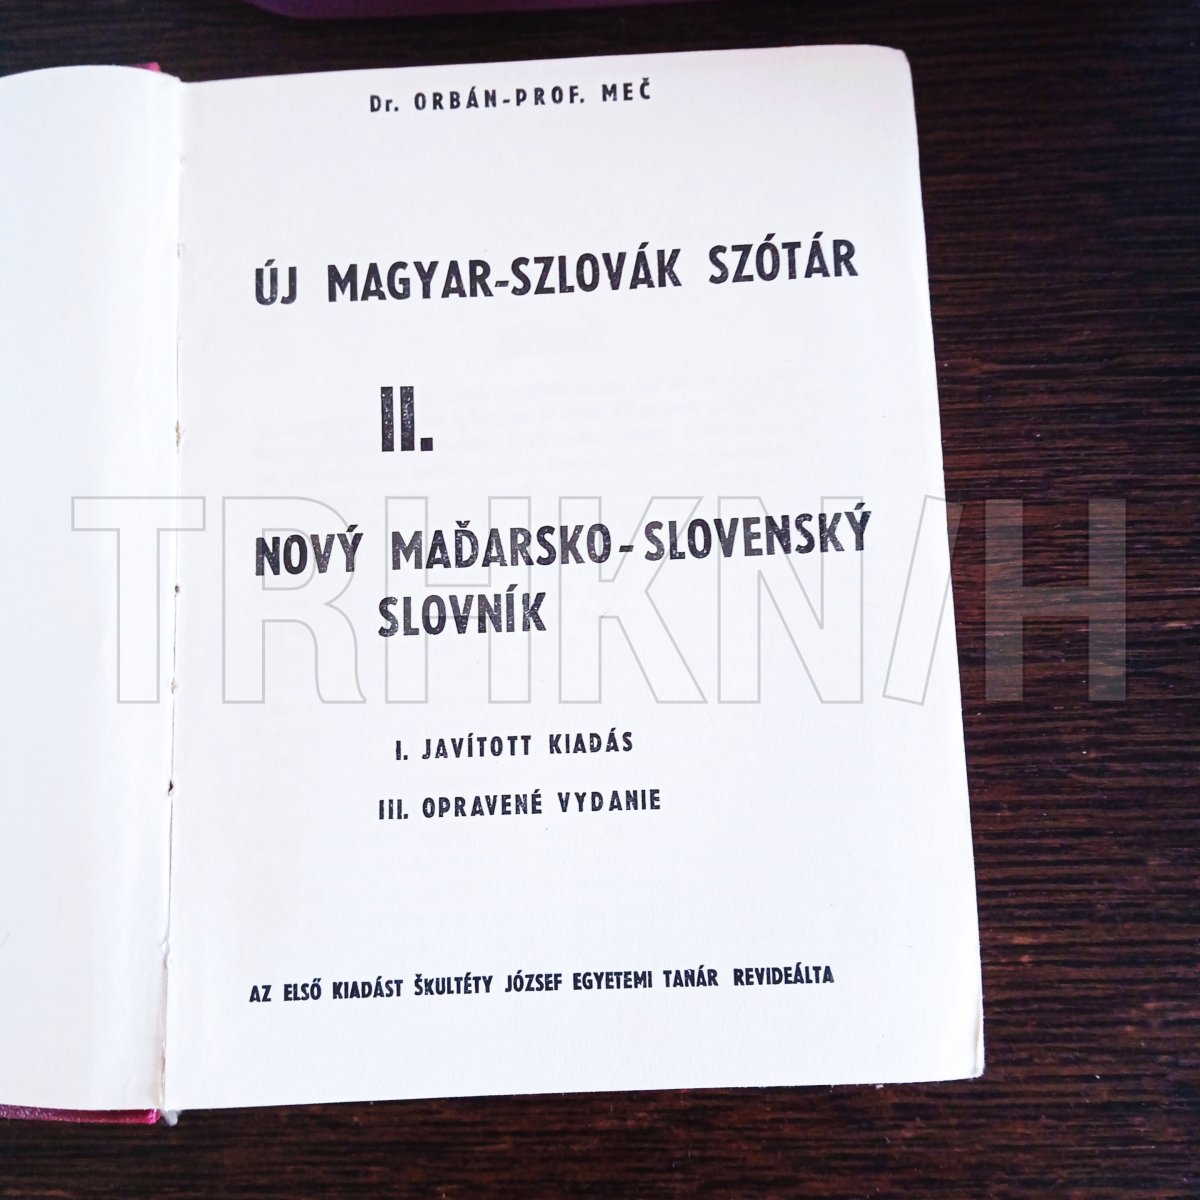 Dr. ORBÁN-PROF. MEČ
ÚJ MAGYAR-SZLOVÁK SZÓTÁR
II.
NOVÝ MAĎARSKO-SLOVENSKÝ
SLOVNÍK
TRHKN/H
I. JAVÍTOTT KIADÁS
III. OPRAVENÉ VYDANIE
AZ ELSŐ KIADÁST ŠKULTÉTY JÓZSEF EGYETEMI TANÁR REVIDEÁLTA